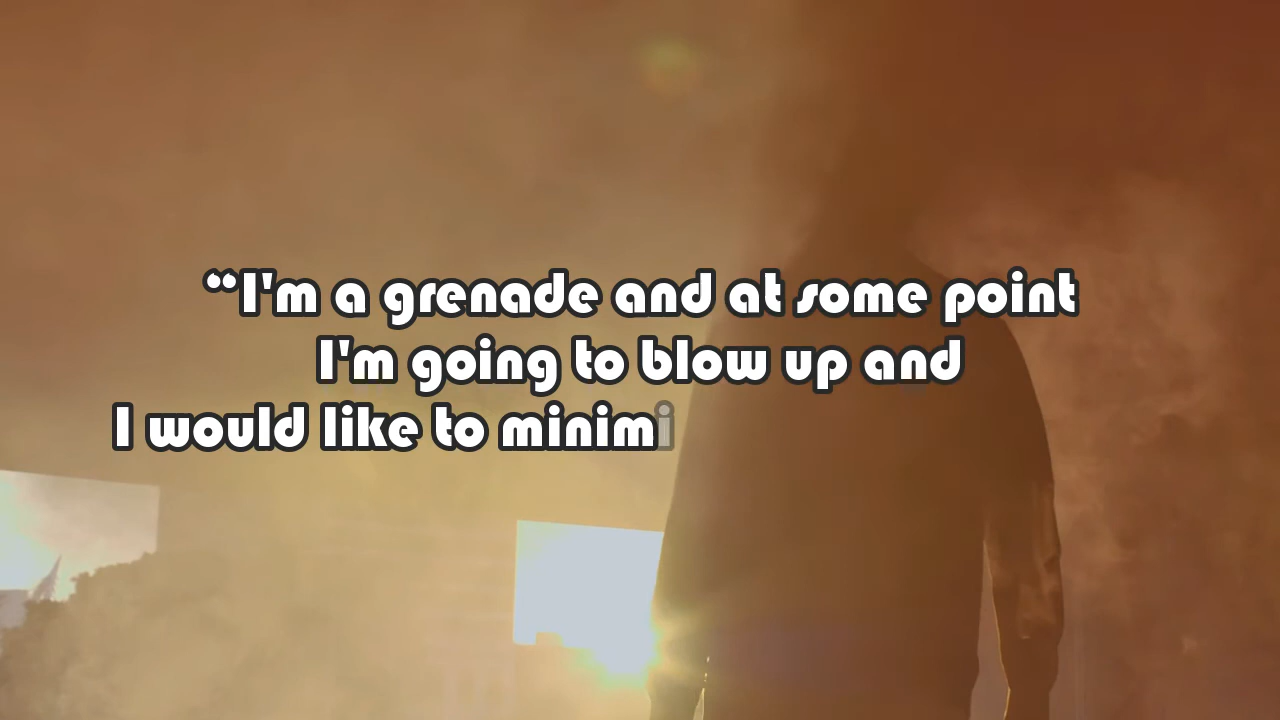 “I'm a grenade and at some point
I'm going to blow up and
I would like to minimi